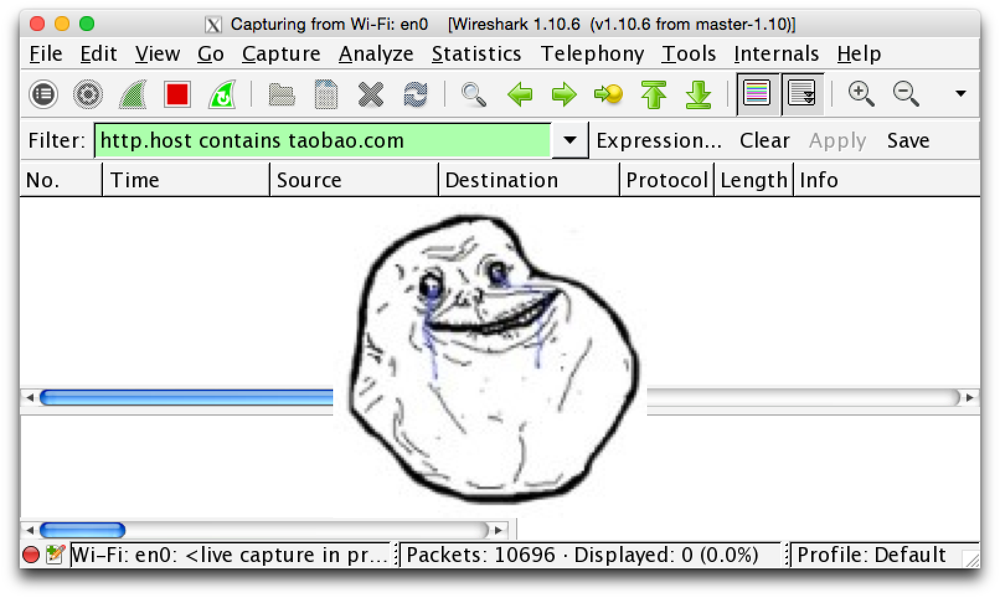 Capturing from Wi-Fi: en0 [Wireshark 1.10.6 (v1.10.6 from master-1.10)]
File Edit View Go Capture Analyze Statistics Telephony Tools Internals Help
Filter: http.host contains taobao.com Expression... Clear Apply Save
No. Time Source Destination Protocol Length Info
Wi-Fi: en0: <live capture in pr... Packets: 10696 · Displayed: 0 (0.0%) Profile: Default